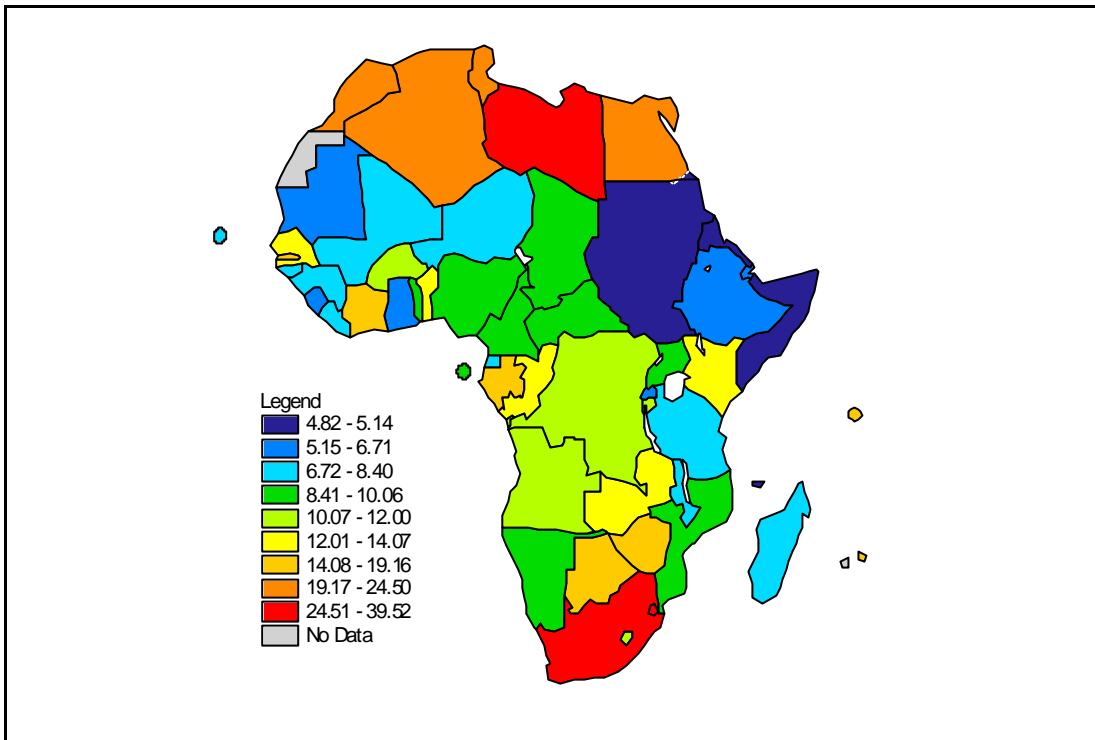 Legend
4.82 - 5.14
5.15 - 6.71
6.72 - 8.40
8.41 - 10.06
10.07 - 12.00
12.01 - 14.07
14.08 - 19.16
19.17 - 24.50
24.51 - 39.52
No Data